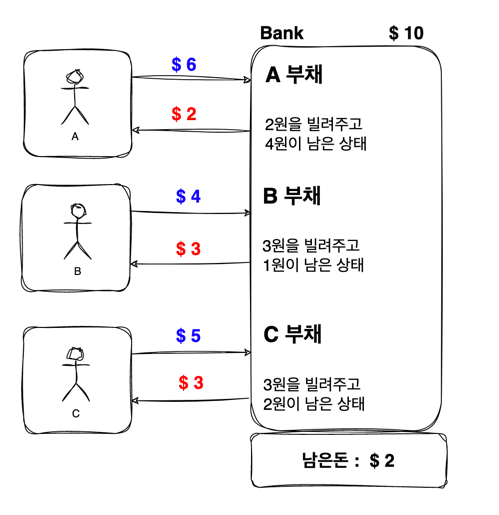 Bank $ 10
$ 6
A 부채
$ 2
A
2원을 빌려주고
4원이 남은 상태
$ 4
B 부채
$ 3
B
3원을 빌려주고
1원이 남은 상태
$ 5
C 부채
$ 3
C
3원을 빌려주고
2원이 남은 상태
남은돈 : $ 2